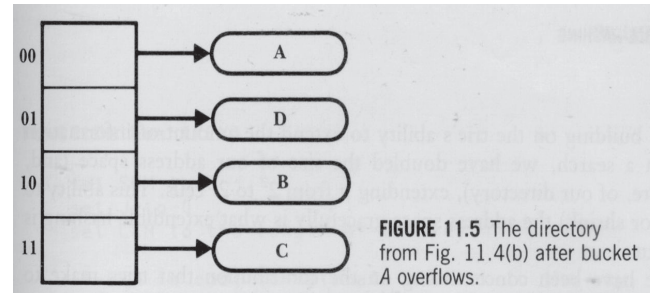 00 A
01 D
10 B
11 C
FIGURE 11.5 The directory
from Fig. 11.4(b) after bucket
A overflows.